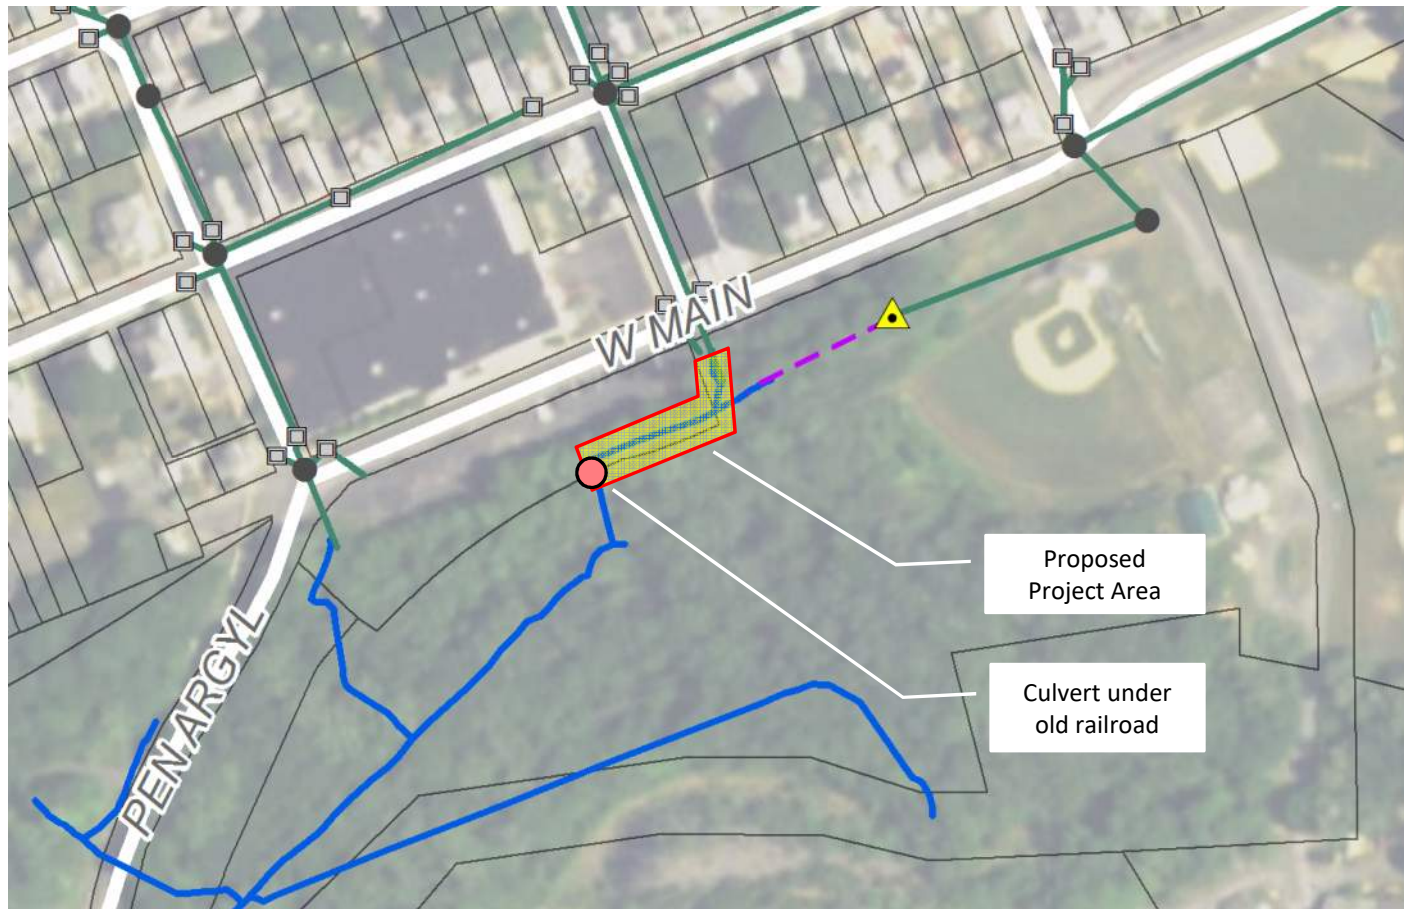 W MAIN
Proposed
Project Area
PEN ARGYL
Culvert under
old railroad